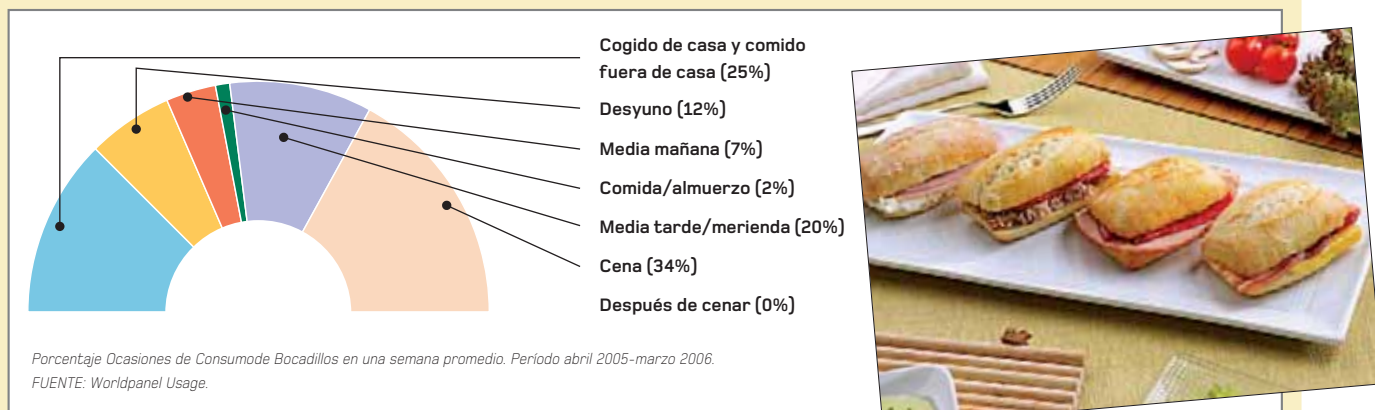 Cogido de casa y comido
fuera de casa (25%)
Desyuno (12%)
Media mañana (7%)
Comida/almuerzo (2%)
Media tarde/merienda (20%)
Cena (34%)
Después de cenar (0%)
Porcentaje Ocasiones de Consumode Bocadillos en una semana promedio. Período abril 2005-marzo 2006.
FUENTE: Worldpanel Usage.